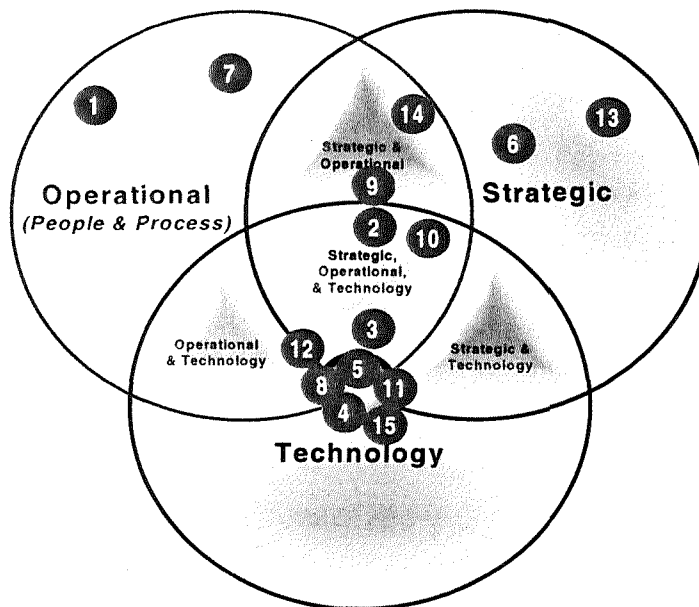 7
1
14
13
6
Strategic &
Operational
Operational
(People & Process)
9
Strategic
2
10
Strategic,
Operational,
& Technology
3
Operational
& Technology
12
Strategic &
Technology
5
8
11
4
15
Technology